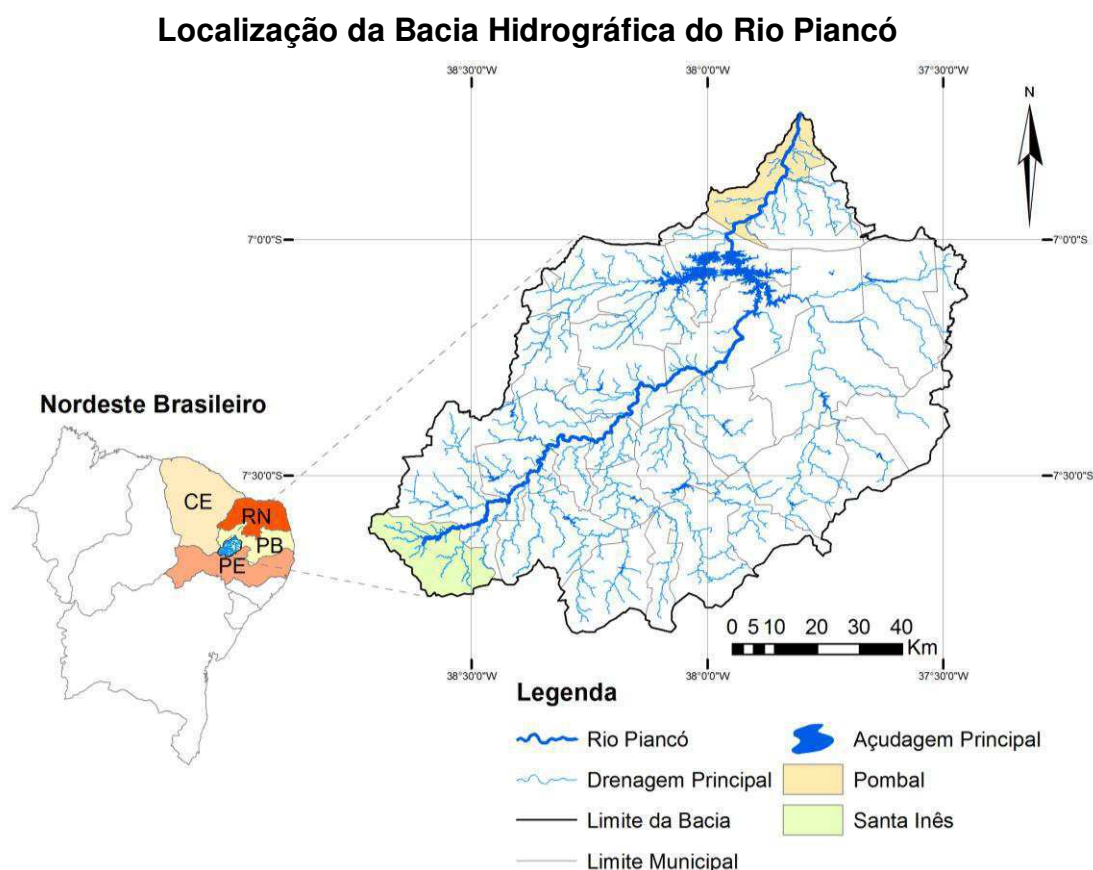 Localização da Bacia Hidrográfica do Rio Piancó
38°30'0"W
38°0'0"W
37°30'0"W
N
7°0'0"S
7°0'0"S
Nordeste Brasileiro
7°30'0"S
7°30'0"S
CE
RN
PB
PE
0 5 10 20 30 40
Km
38°30'0"W
38°0'0"W
37°30'0"W
Legenda
Rio Piancó
Açudagem Principal
Drenagem Principal
Pombal
Limite da Bacia
Santa Inês
Limite Municipal